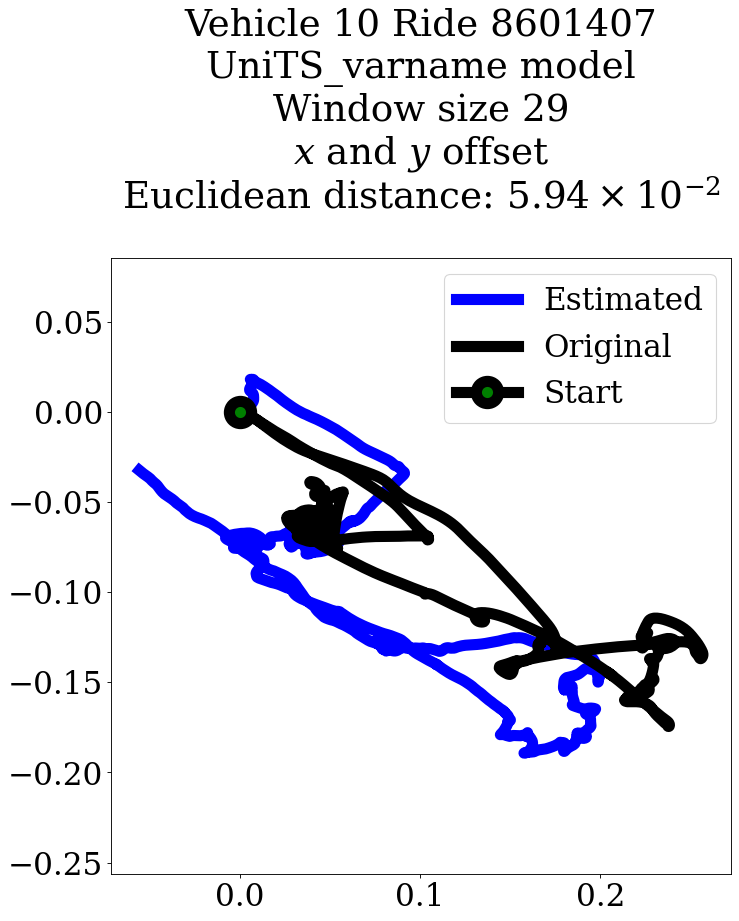 Vehicle 10 Ride 8601407
UniTS_varname model
Window size 29
x and y offset
Euclidean distance: 5.94 × 10⁻²
Estimated
Original
Start
0.05
0.00
−0.05
−0.10
−0.15
−0.20
−0.25
0.0 0.1 0.2